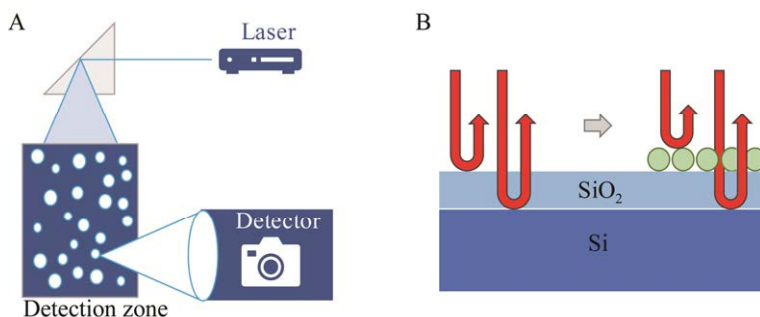 A
Laser
Detector
Detection zone
B
SiO₂
Si